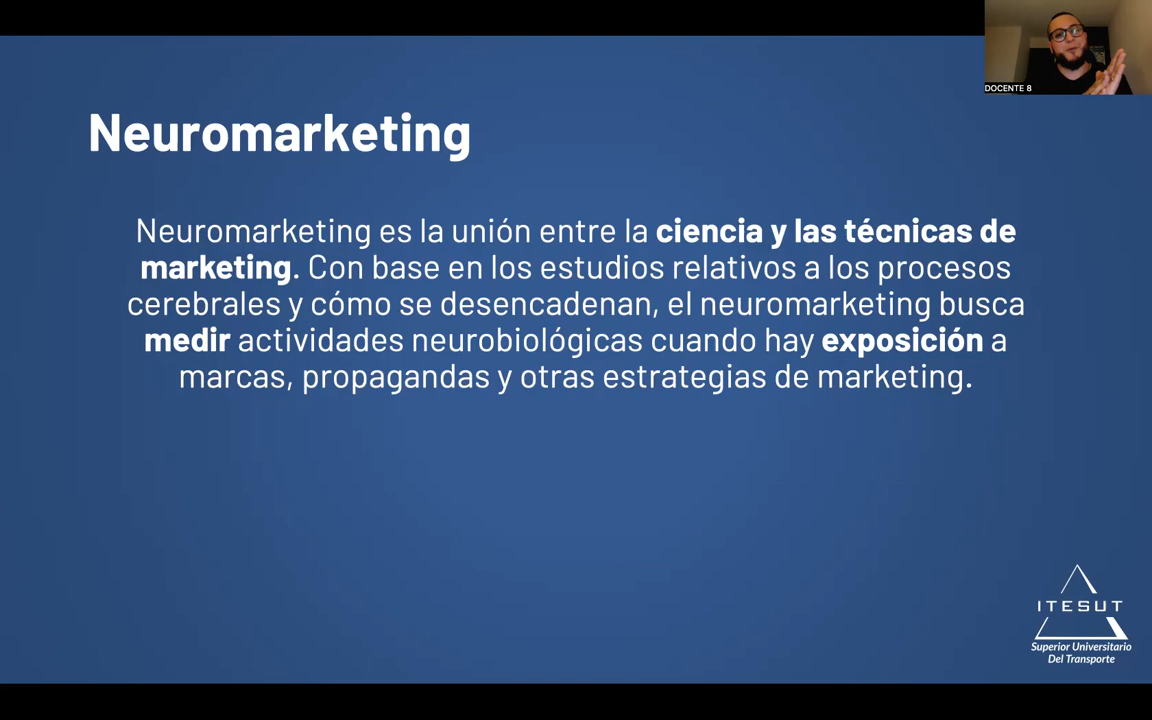 DOCENTE 8
Neuromarketing
Neuromarketing es la unión entre la ciencia y las técnicas de
marketing. Con base en los estudios relativos a los procesos
cerebrales y cómo se desencadenan, el neuromarketing busca
medir actividades neurobiológicas cuando hay exposición a
marcas, propagandas y otras estrategias de marketing.
ITESUT
Superior Universitario
Del Transporte